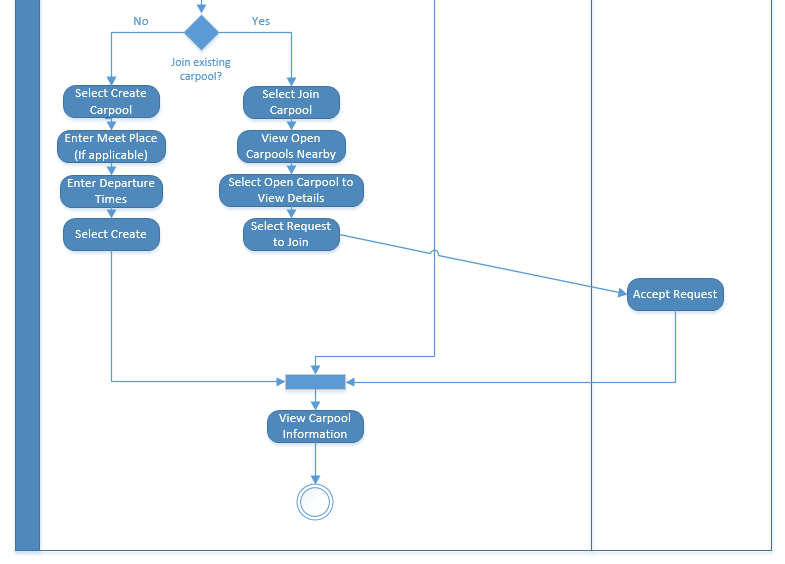 No
Yes
Join existing
carpool?
Select Create
Carpool
Select Join
Carpool
Enter Meet Place
(If applicable)
View Open
Carpools Nearby
Enter Departure
Times
Select Open Carpool to
View Details
Select Create
Select Request
to Join
Accept Request
View Carpool
Information